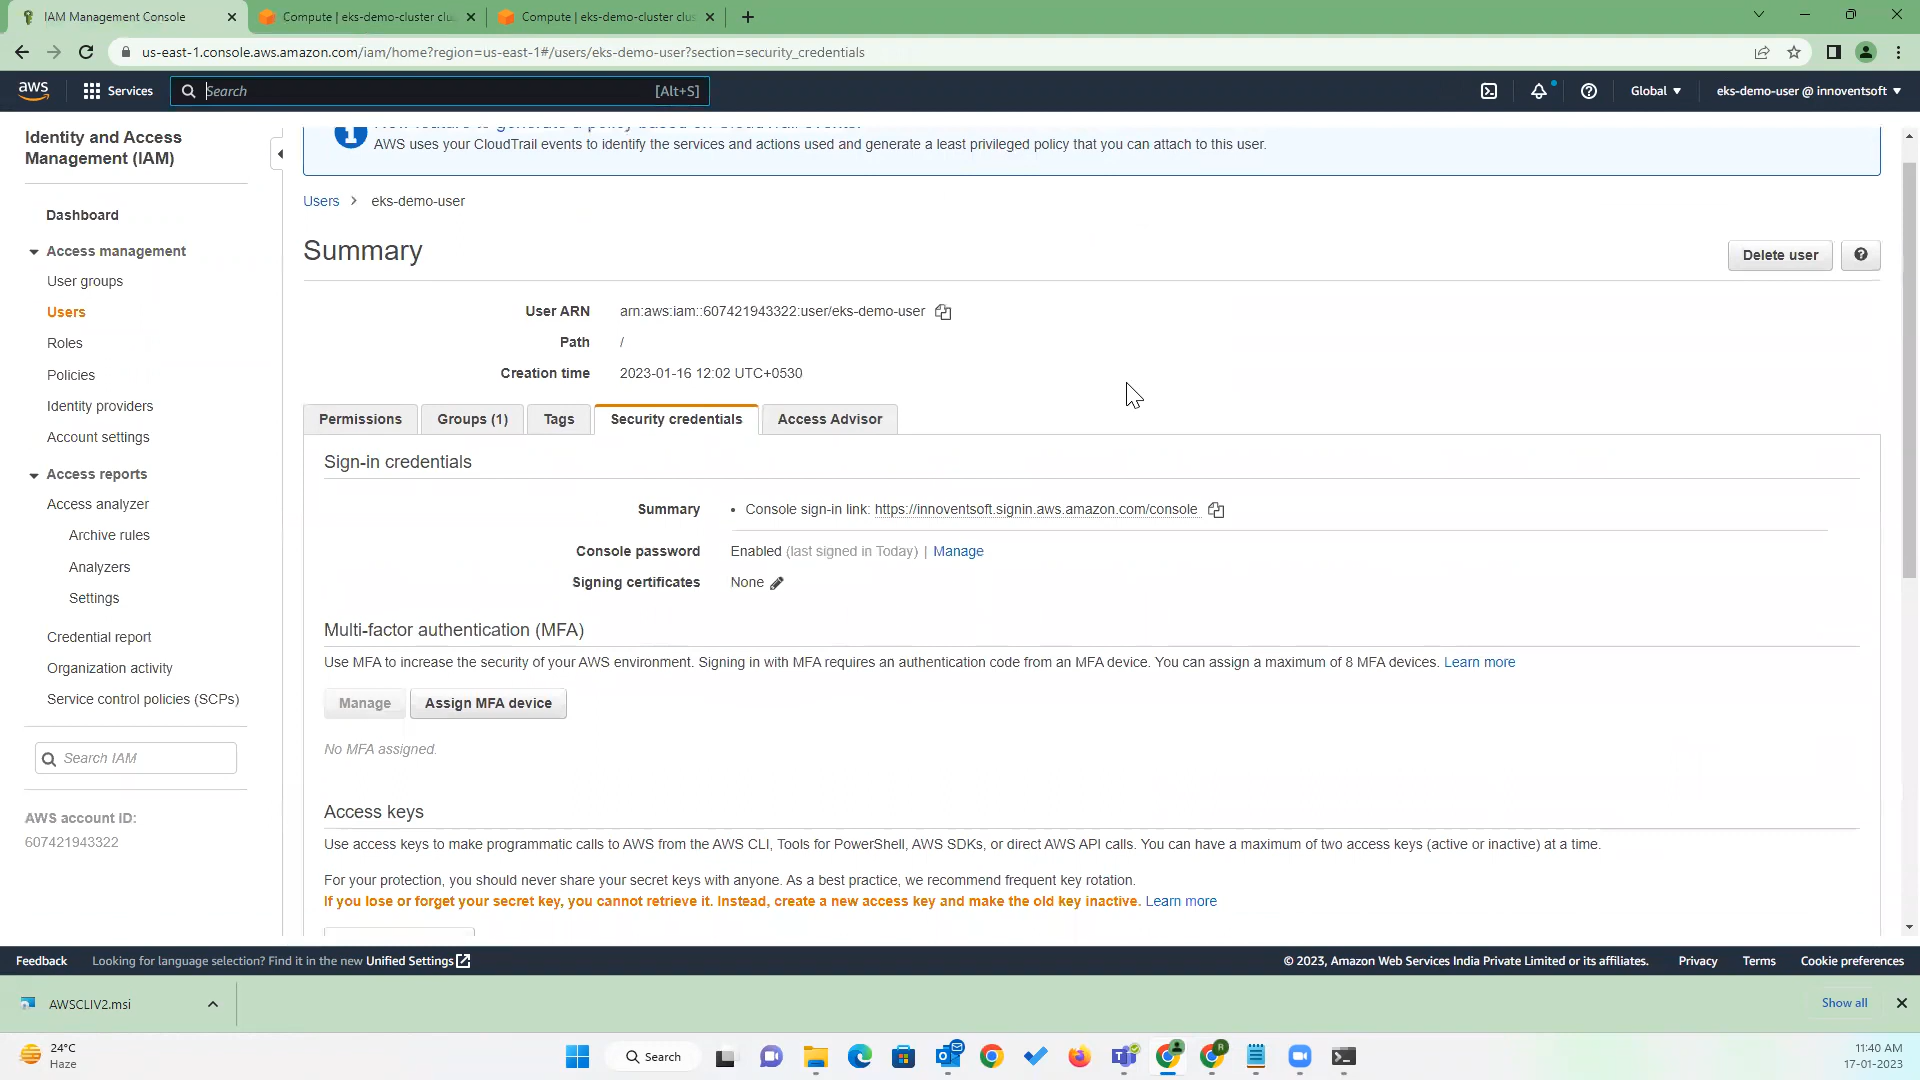 IAM Management Console
Compute | eks-demo-cluster clu
Compute | eks-demo-cluster clus
us-east-1.console.aws.amazon.com/iam/home?region=us-east-1#/users/eks-demo-user?section=security_credentials
aws
Services
Search
[Alt+S]
Global
eks-demo-user @ innoventsoft
Identity and Access
Management (IAM)
Dashboard
Access management
User groups
Users
Roles
Policies
Identity providers
Account settings
Access reports
Access analyzer
Archive rules
Analyzers
Settings
Credential report
Organization activity
Service control policies (SCPs)
Search IAM
AWS account ID:
607421943322
New feature to generate a policy based on CloudTrail events.
AWS uses your CloudTrail events to identify the services and actions used and generate a least privileged policy that you can attach to this user.
Users > eks-demo-user
Summary
Delete user
User ARN arn:aws:iam::607421943322:user/eks-demo-user
Path /
Creation time 2023-01-16 12:02 UTC+0530
Permissions
Groups (1)
Tags
Security credentials
Access Advisor
Sign-in credentials
Summary • Console sign-in link: https://innoventsoft.signin.aws.amazon.com/console
Console password Enabled (last signed in Today) | Manage
Signing certificates None
Multi-factor authentication (MFA)
Use MFA to increase the security of your AWS environment. Signing in with MFA requires an authentication code from an MFA device. You can assign a maximum of 8 MFA devices. Learn more
Manage
Assign MFA device
No MFA assigned.
Access keys
Use access keys to make programmatic calls to AWS from the AWS CLI, Tools for PowerShell, AWS SDKs, or direct AWS API calls. You can have a maximum of two access keys (active or inactive) at a time.
For your protection, you should never share your secret keys with anyone. As a best practice, we recommend frequent key rotation.
If you lose or forget your secret key, you cannot retrieve it. Instead, create a new access key and make the old key inactive. Learn more
Feedback
Looking for language selection? Find it in the new Unified Settings
© 2023, Amazon Web Services India Private Limited or its affiliates.
Privacy
Terms
Cookie preferences
AWSCLIV2.msi
Show all
24°C
Haze
Search
11:40 AM
17-01-2023